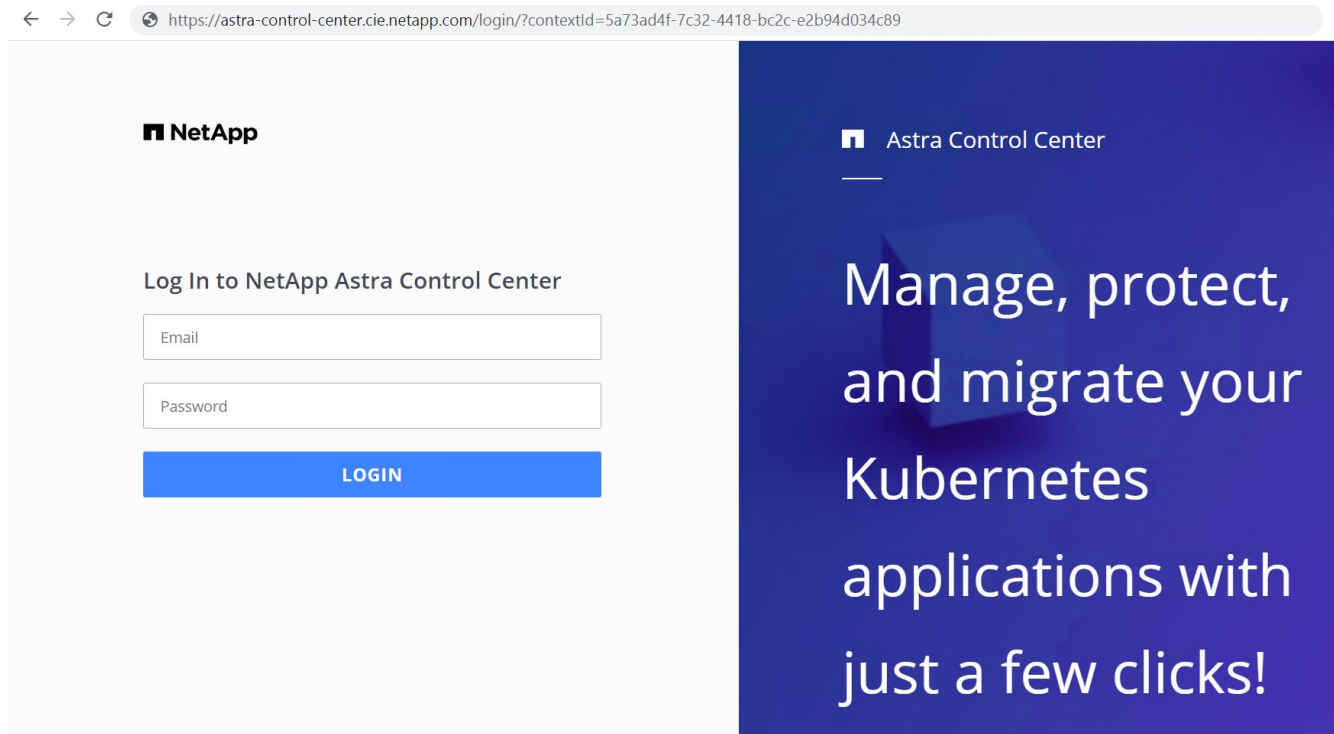 https://astra-control-center.cie.netapp.com/login/?contextId=5a73ad4f-7c32-4418-bc2c-e2b94d034c89
NetApp
Log In to NetApp Astra Control Center
Email
Password
LOGIN
Astra Control Center
Manage, protect,
and migrate your
Kubernetes
applications with
just a few clicks!